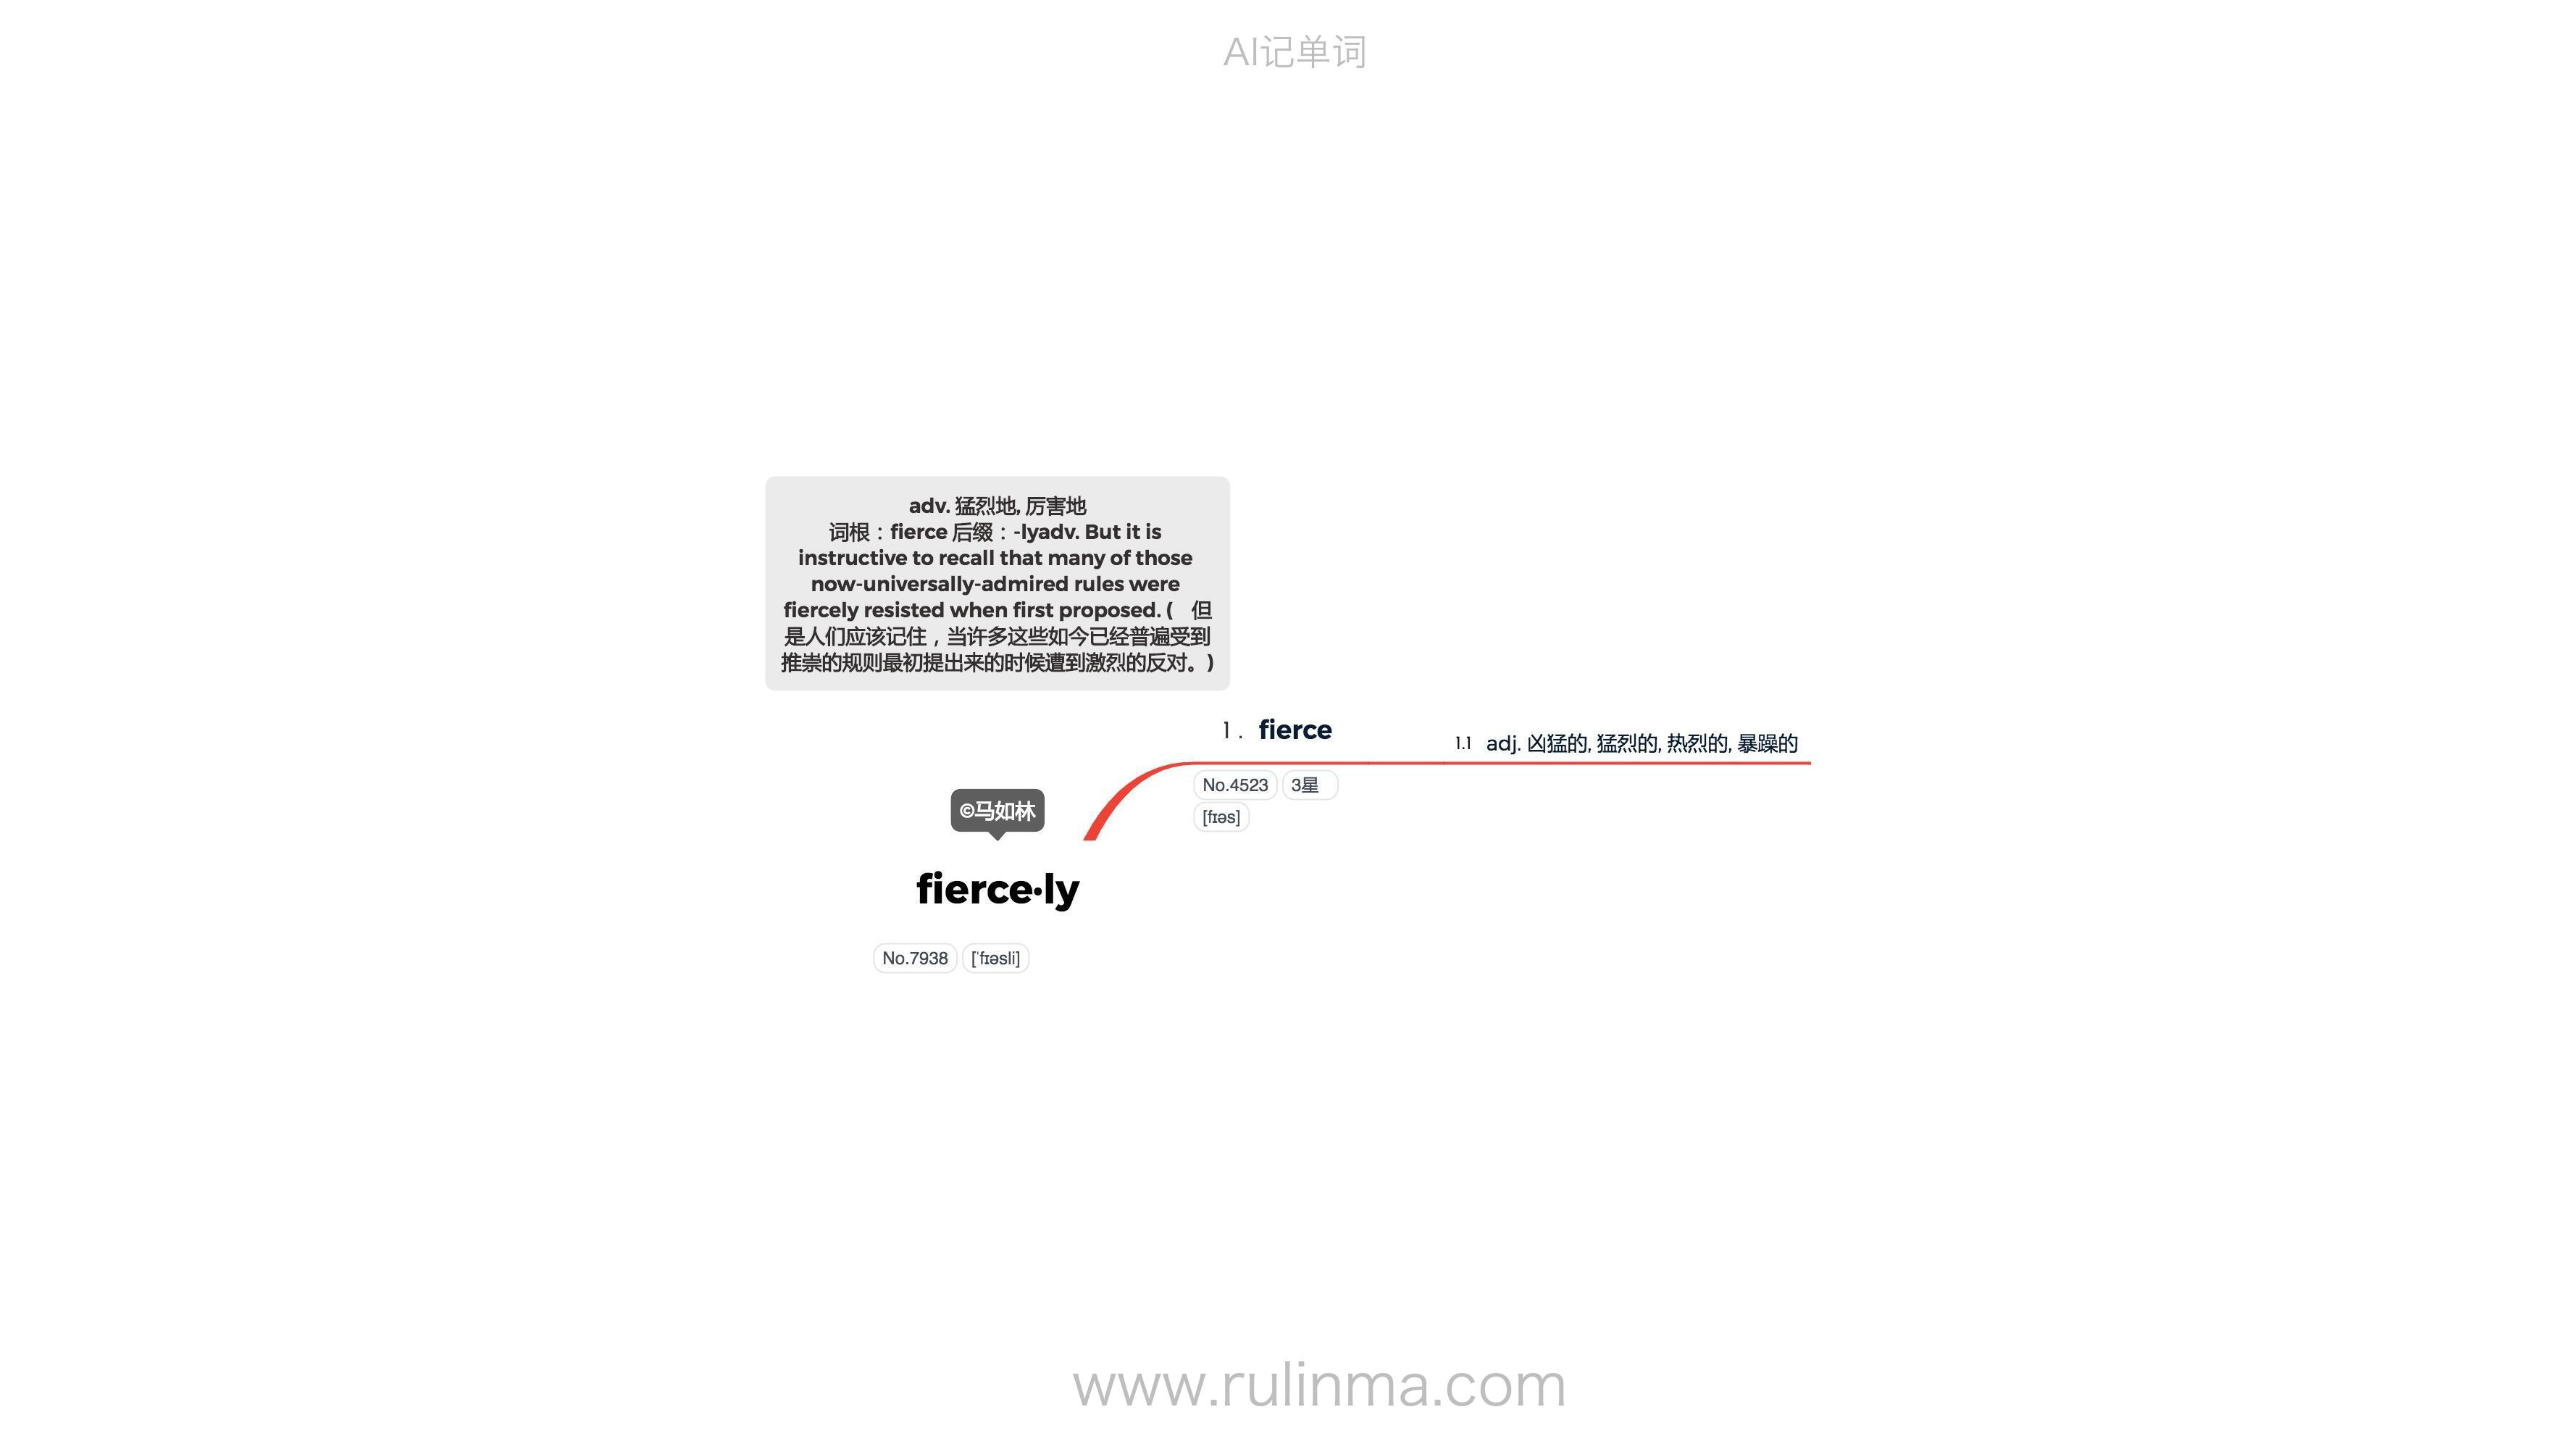 AI记单词
adv. 猛烈地, 厉害地
词根：fierce 后缀：-lyadv. But it is
instructive to recall that many of those
now-universally-admired rules were
fiercely resisted when first proposed. ( 但
是人们应该记住，当许多这些如今已经普遍受到
推崇的规则最初提出来的时候遭到激烈的反对。)
1. fierce
1.1 adj. 凶猛的, 猛烈的, 热烈的, 暴躁的
No.4523 3星
[fɪəs]
©马如林
fierce·ly
No.7938 [ˈfɪəsli]
www.rulinma.com